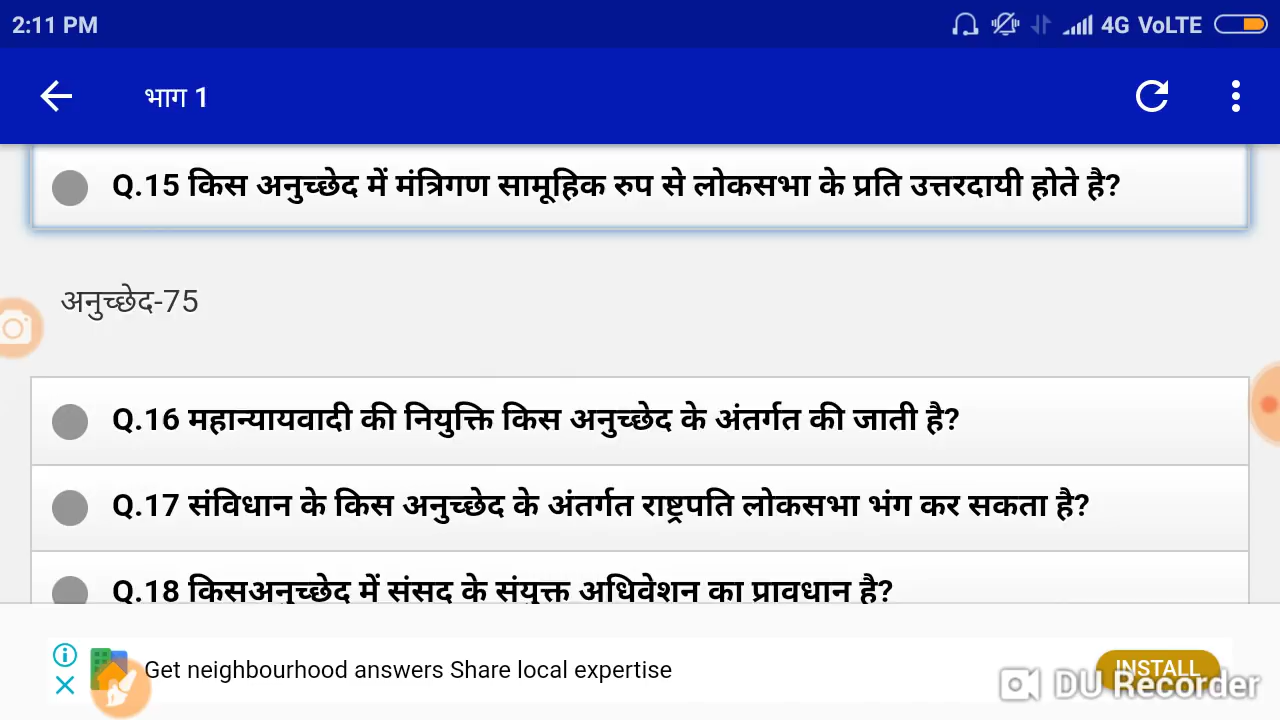 2:11 PM 4G VoLTE
भाग 1
Q.15 किस अनुच्छेद में मंत्रिगण सामूहिक रुप से लोकसभा के प्रति उत्तरदायी होते है?
अनुच्छेद-75
Q.16 महान्यायवादी की नियुक्ति किस अनुच्छेद के अंतर्गत की जाती है?
Q.17 संविधान के किस अनुच्छेद के अंतर्गत राष्ट्रपति लोकसभा भंग कर सकता है?
Q.18 किसअनुच्छेद में संसद के संयुक्त अधिवेशन का प्रावधान है?
Get neighbourhood answers Share local expertise
INSTALL
DU Recorder